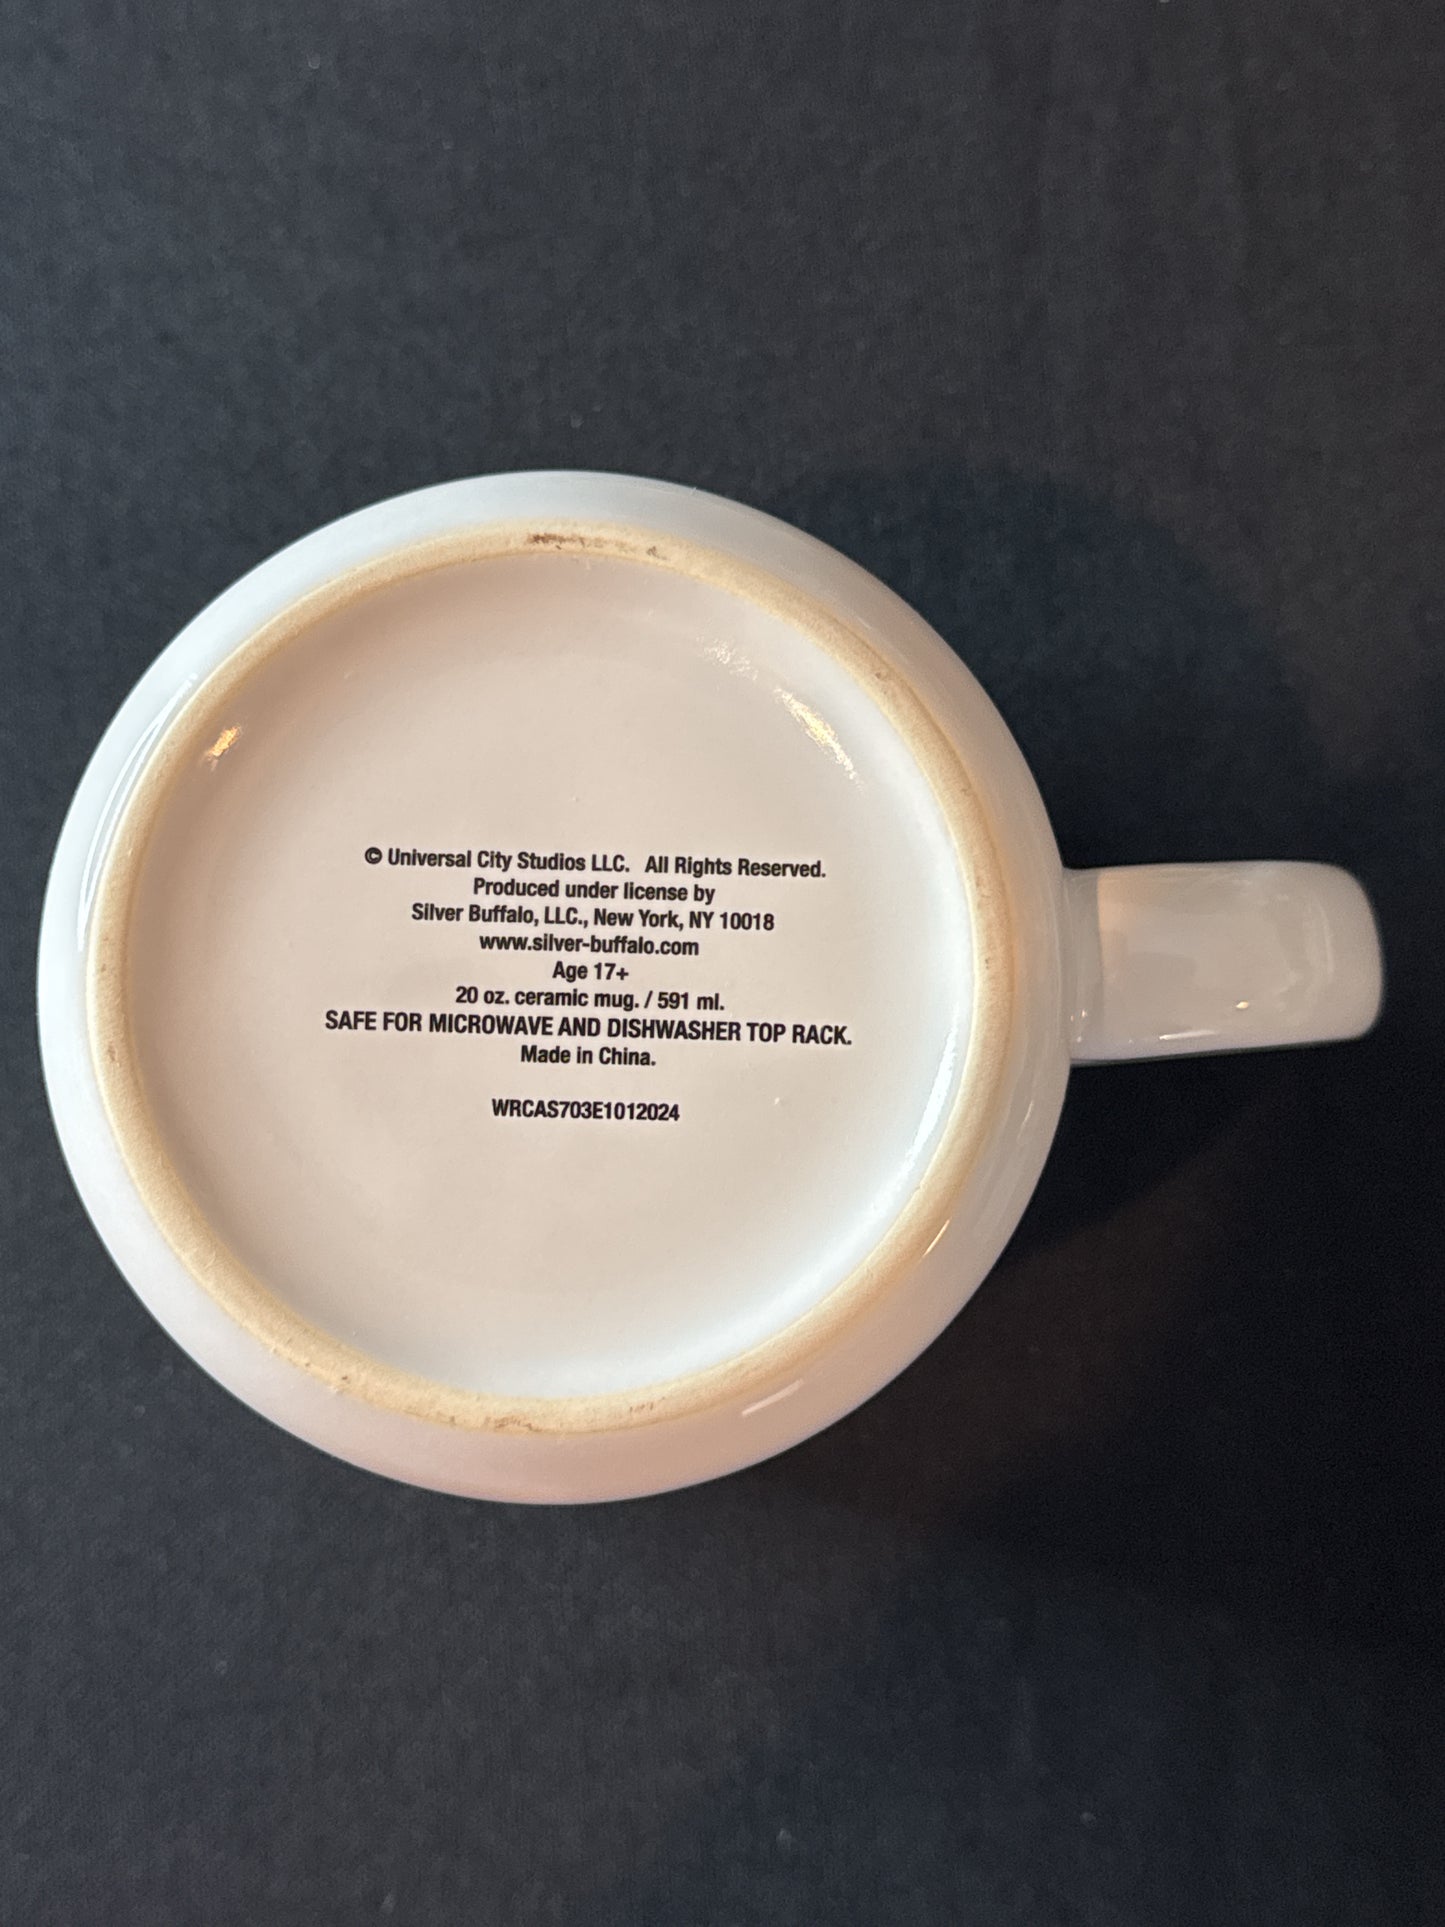 © Universal City Studios LLC. All Rights Reserved.
Produced under license by
Silver Buffalo, LLC., New York, NY 10018
www.silver-buffalo.com
Age 17+
20 oz. ceramic mug. / 591 ml.
SAFE FOR MICROWAVE AND DISHWASHER TOP RACK.
Made in China.
WRCAS703E1012024